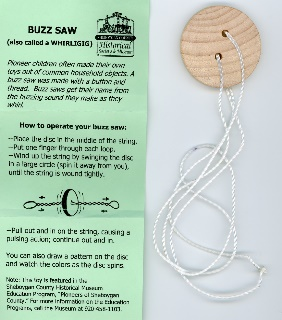 BUZZ SAW
(also called a WHIRLIGIG)
Historical
Pioneer children often made their own
toys out of common household objects. A
buzz saw was made with a button and
thread. Buzz saws get their name from
the buzzing sound they make as they
whirl.
How to operate your buzz saw:
--Place the disc in the middle of the string.
--Put one finger through each loop.
--Wind up the string by swinging the disc
in a large circle (spin it away from you),
until the string is wound tightly.
--Pull out and in on the string, causing a
pulsing action; continue out and in.
You can also draw a pattern on the disc
and watch the colors as the disc spins.
Note: This toy is featured in the
Sheboygan County Historical Museum
Education Program, "Pioneers of Sheboygan
County." For more information on the Education
Programs, call the Museum at 920-458-1103.